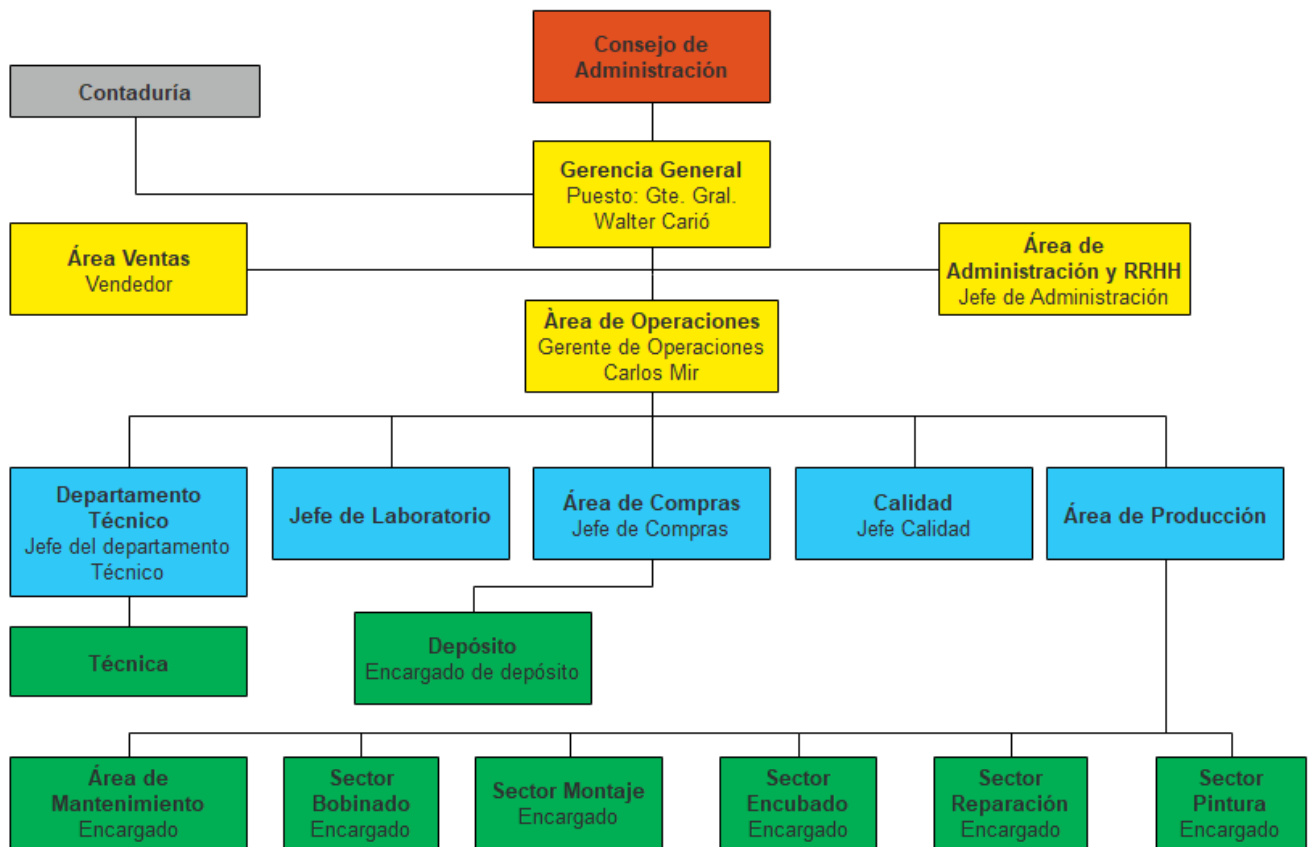 Consejo de
Administración
Contaduría
Gerencia General
Puesto: Gte. Gral.
Walter Carió
Área Ventas
Vendedor
Área de
Administración y RRHH
Jefe de Administración
Àrea de Operaciones
Gerente de Operaciones
Carlos Mir
Departamento
Técnico
Jefe del departamento
Técnico
Jefe de Laboratorio
Área de Compras
Jefe de Compras
Calidad
Jefe Calidad
Área de Producción
Técnica
Depósito
Encargado de depósito
Área de
Mantenimiento
Encargado
Sector
Bobinado
Encargado
Sector Montaje
Encargado
Sector
Encubado
Encargado
Sector
Reparación
Encargado
Sector
Pintura
Encargado